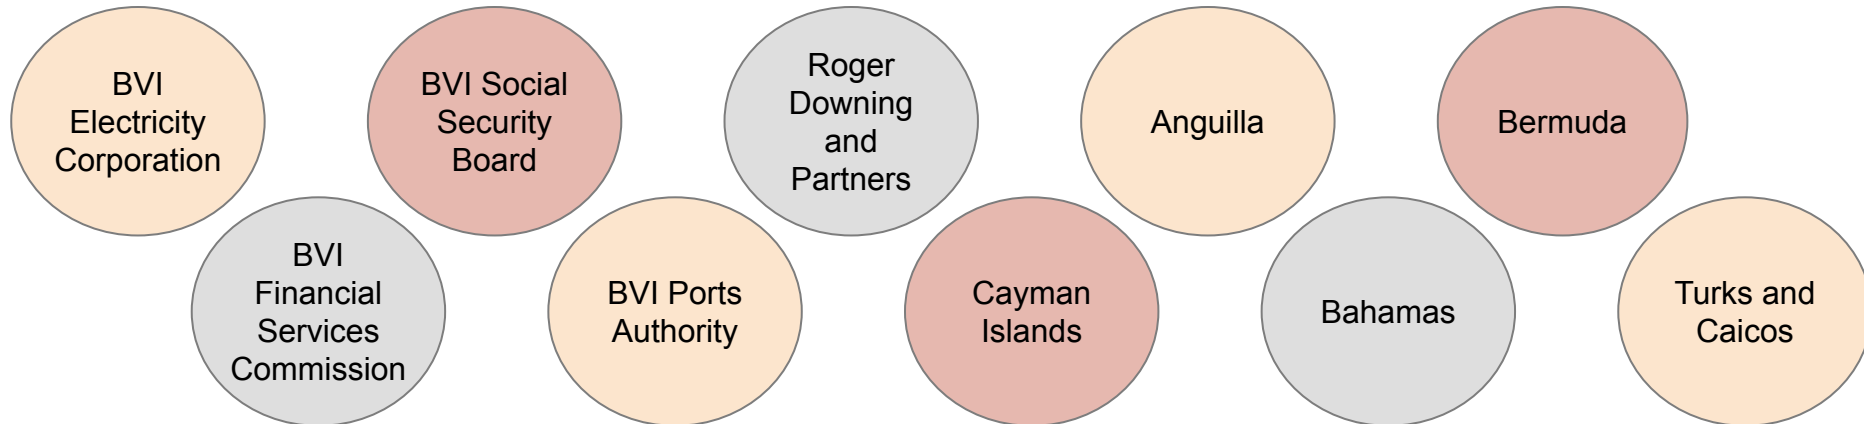 BVI
Electricity
Corporation
BVI Social
Security
Board
Roger
Downing
and
Partners
Anguilla
Bermuda
BVI
Financial
Services
Commission
BVI Ports
Authority
Cayman
Islands
Bahamas
Turks and
Caicos